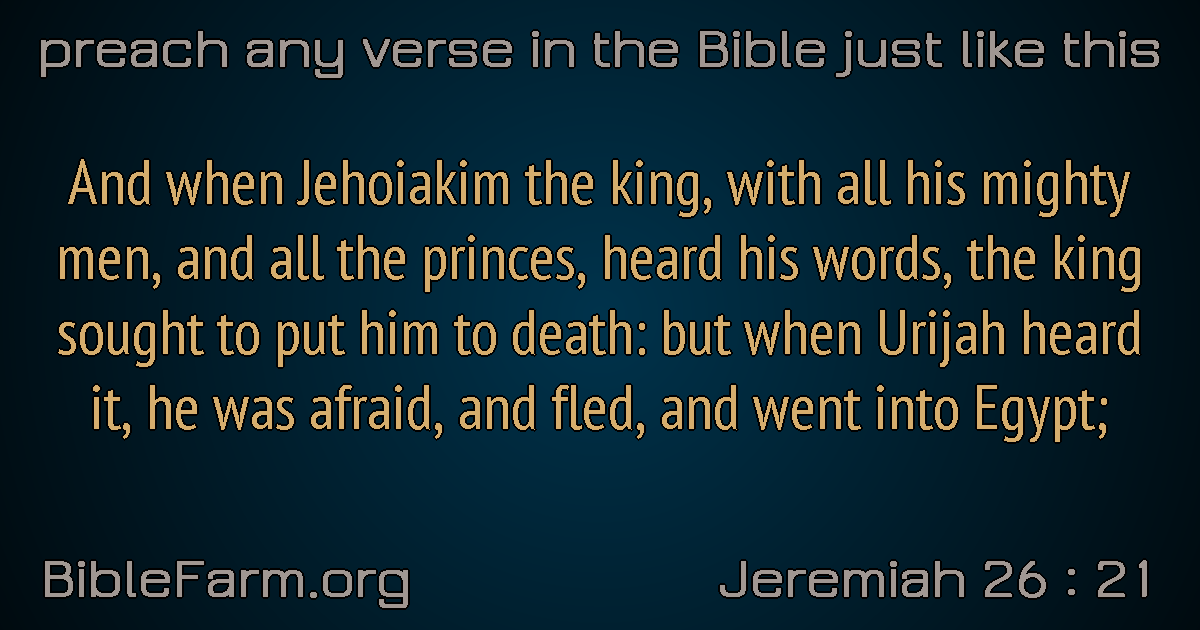 preach any verse in the Bible just like this
And when Jehoiakim the king, with all his mighty
men, and all the princes, heard his words, the king
sought to put him to death: but when Urijah heard
it, he was afraid, and fled, and went into Egypt;
BibleFarm.org
Jeremiah 26 : 21